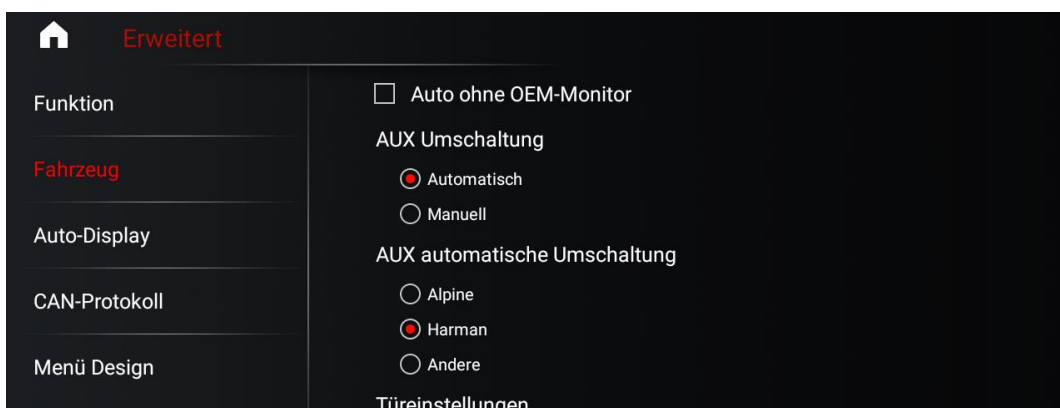 Erweitert
Funktion
Fahrzeug
Auto-Display
CAN-Protokoll
Menü Design
Auto ohne OEM-Monitor
AUX Umschaltung
Automatisch
Manuell
AUX automatische Umschaltung
Alpine
Harman
Andere
Türeinstellungen